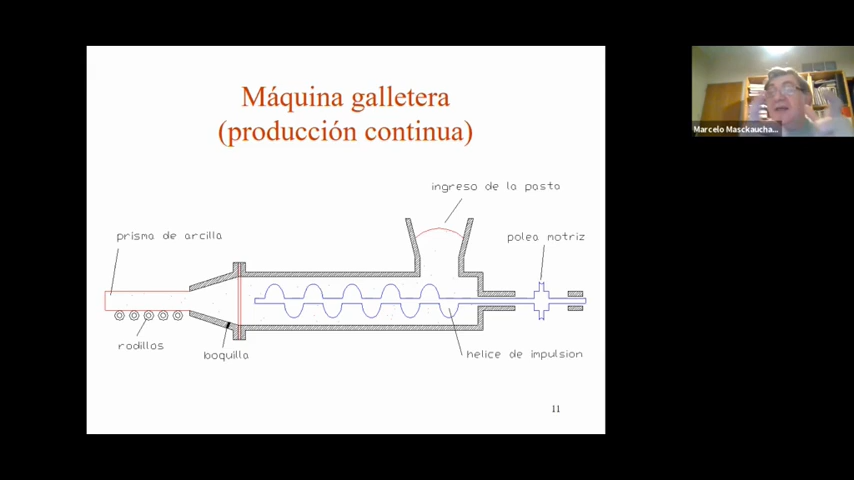 Máquina galletera
(producción continua)
ingreso de la pasta
prisma de arcilla
polea motriz
rodillos
boquilla
helice de impulsion
11
Marcelo Masckaucha...